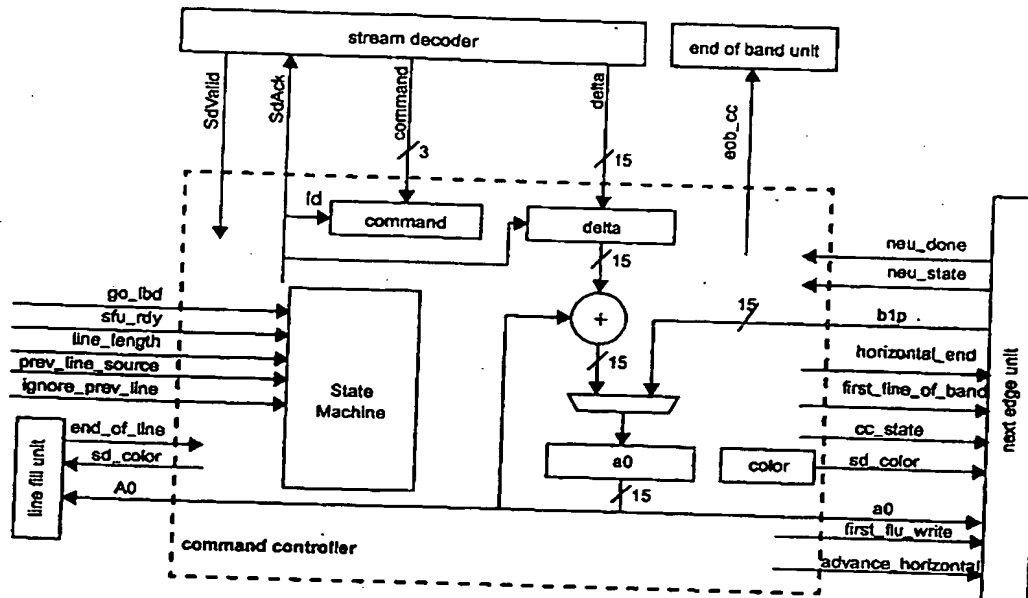 stream decoder
end of band unit
SdValid
SdAck
command
delta
eob_cc
3
15
ld
command
delta
neu_done
15
neu_state
go_lbd
+
15
b1p
sfu_rdy
line_length
15
horizontal_end
prev_line_source
State
Machine
first_line_of_band
ignore_prev_line
next edge unit
end_of_line
cc_state
line fill unit
sd_color
a0
color
sd_color
A0
15
a0
first_flu_write
command controller
advance_horizontal